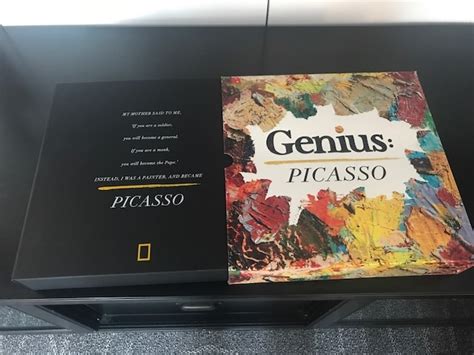 MY MOTHER SAID TO ME,
'If you are a soldier,
you will become a general.
If you are a monk,
you will become the Pope.'
INSTEAD, I WAS A PAINTER, AND BECAME
PICASSO
Genius:
PICASSO